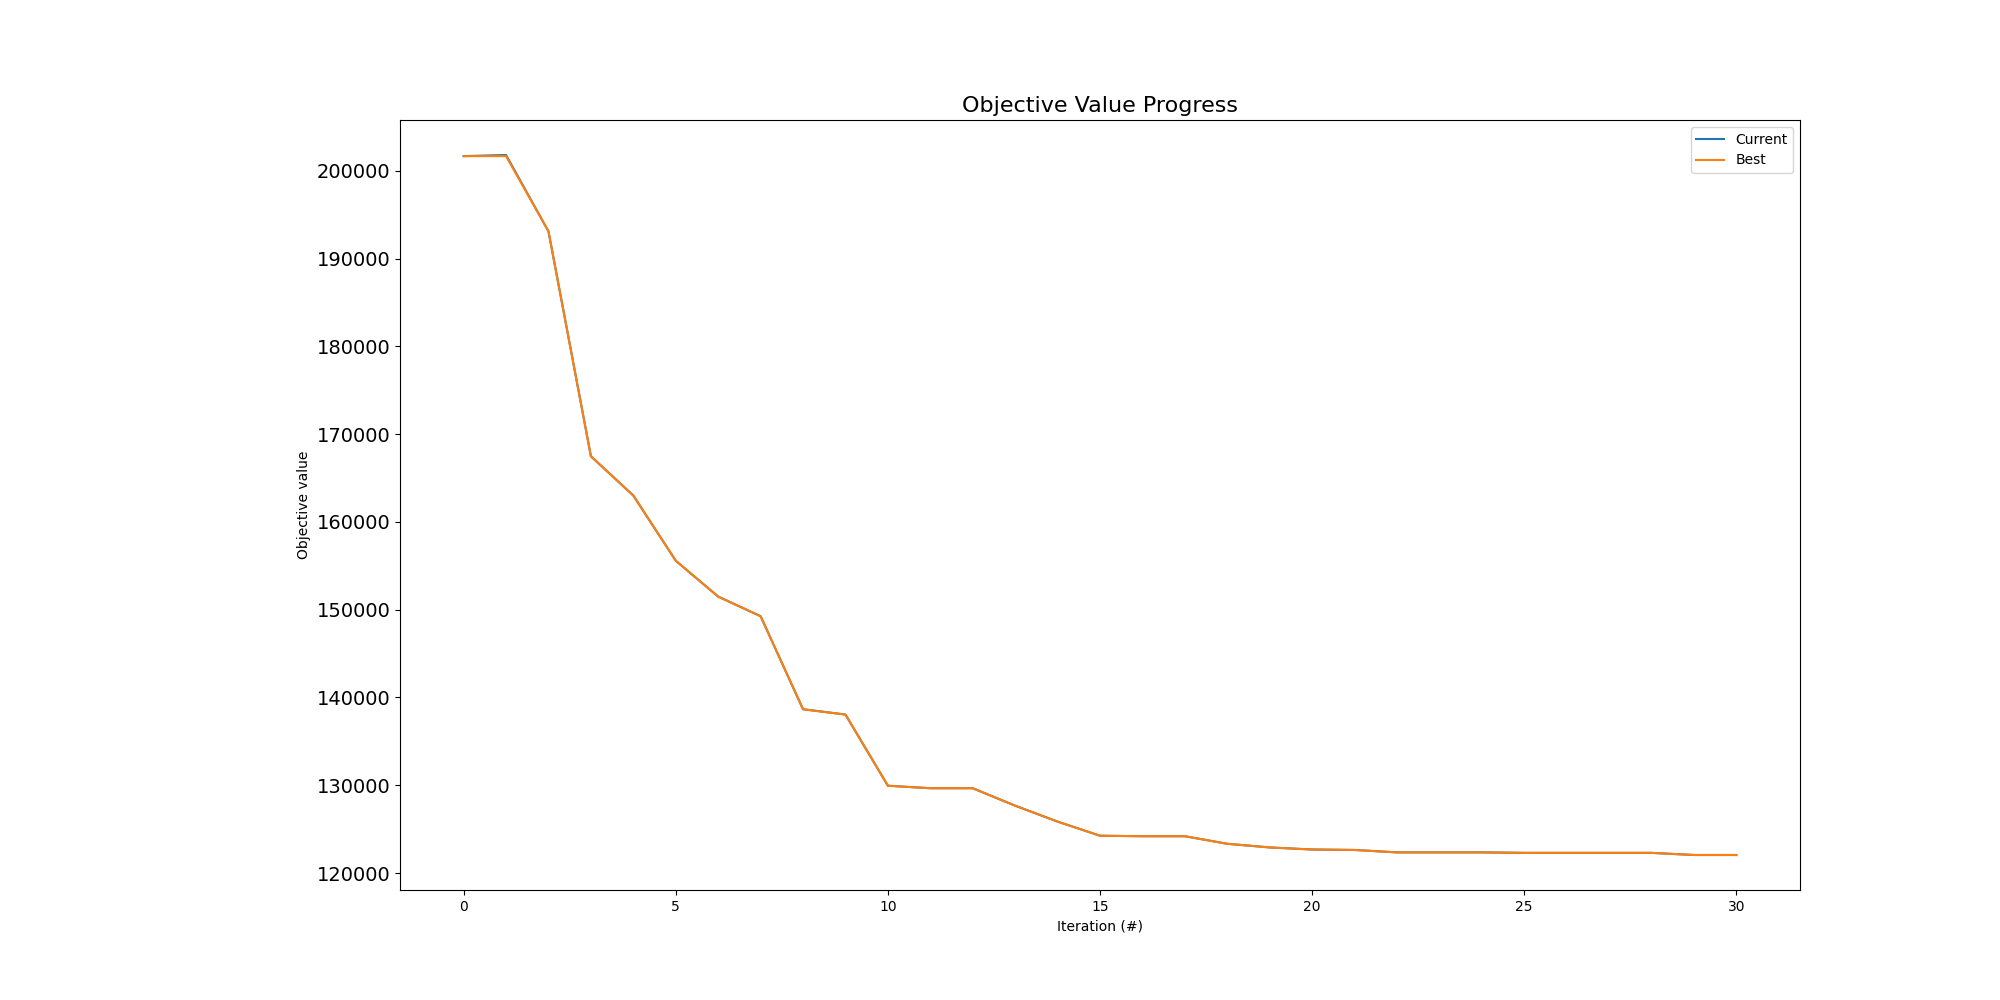 Objective Value Progress
Current
Best
200000
190000
180000
170000
160000
150000
140000
130000
120000
Objective value
0 5 10 15 20 25 30
Iteration (#)